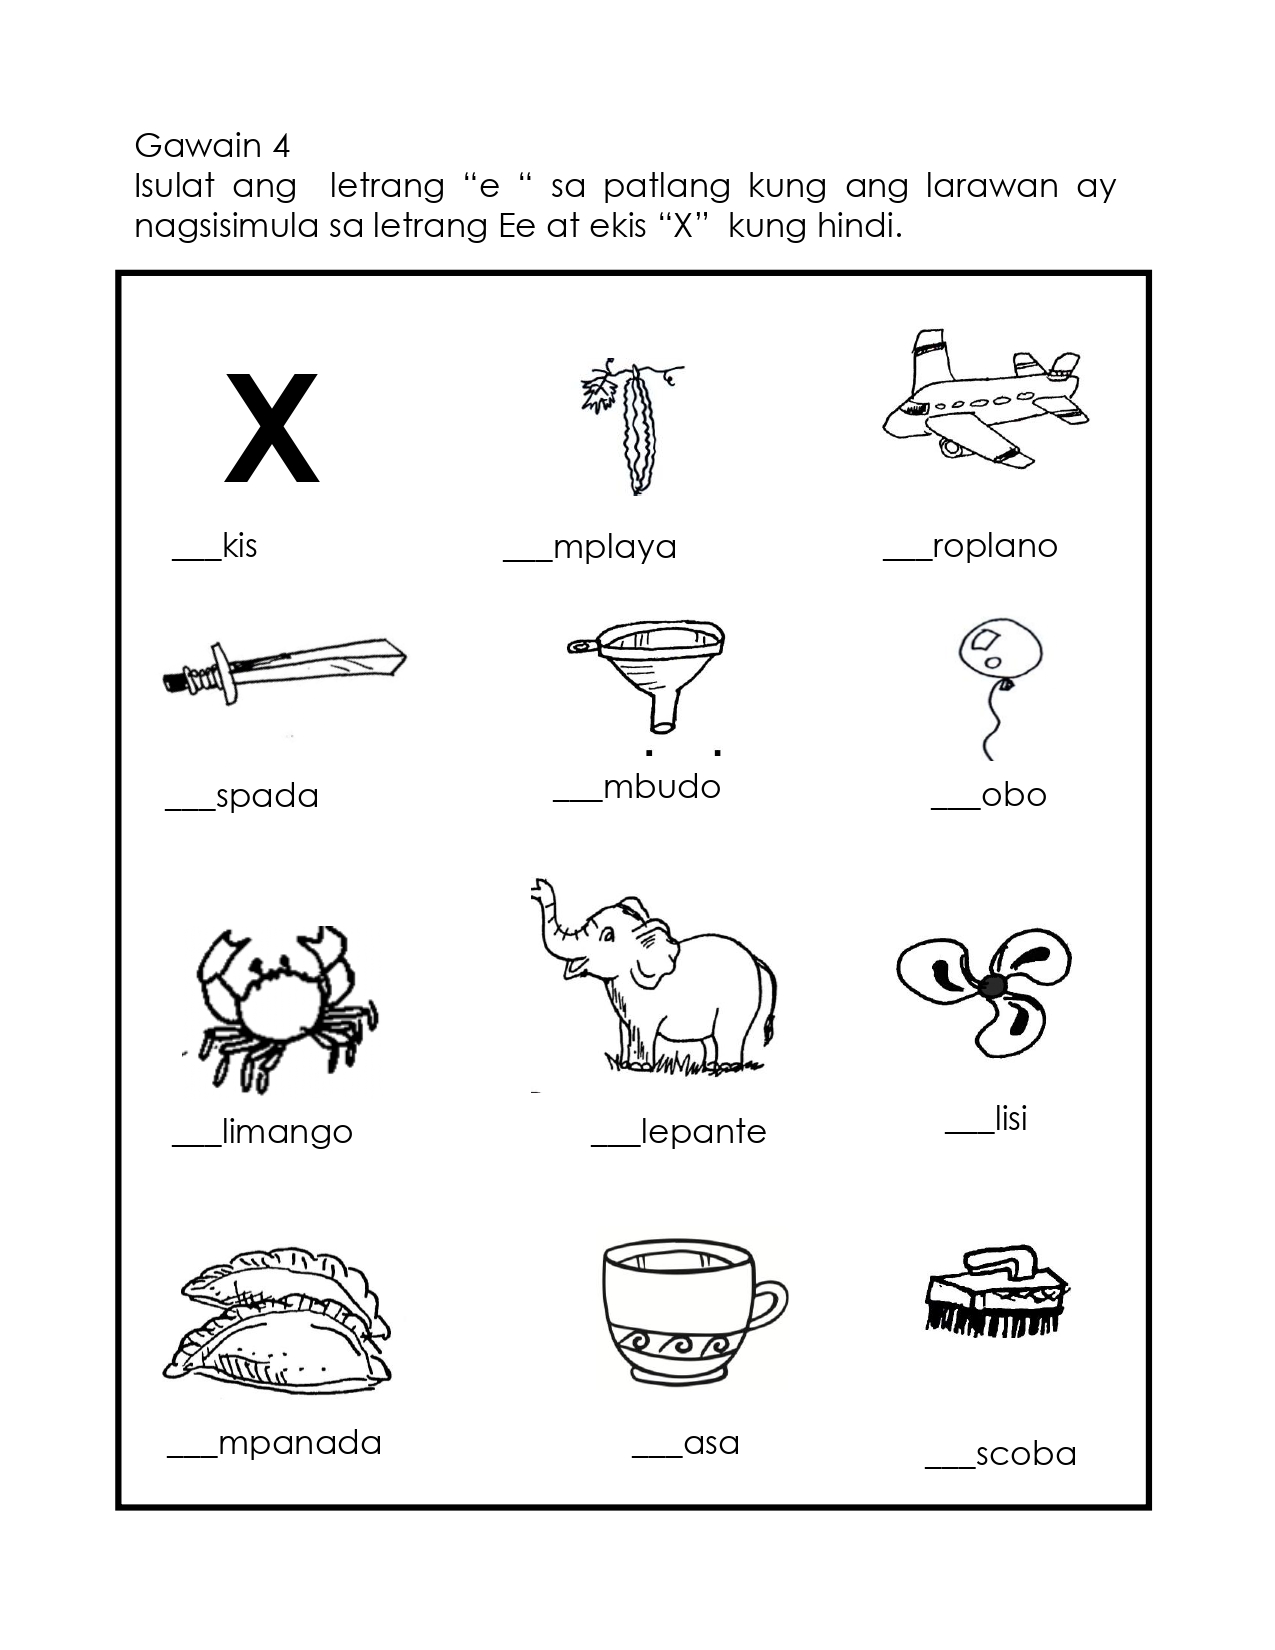 Gawain 4
Isulat ang letrang “e “ sa patlang kung ang larawan ay
nagsisimula sa letrang Ee at ekis “X” kung hindi.
X
___kis ___mplaya ___roplano
___spada ___mbudo ___obo
___limango ___lepante ___lisi
___mpanada ___asa ___scoba